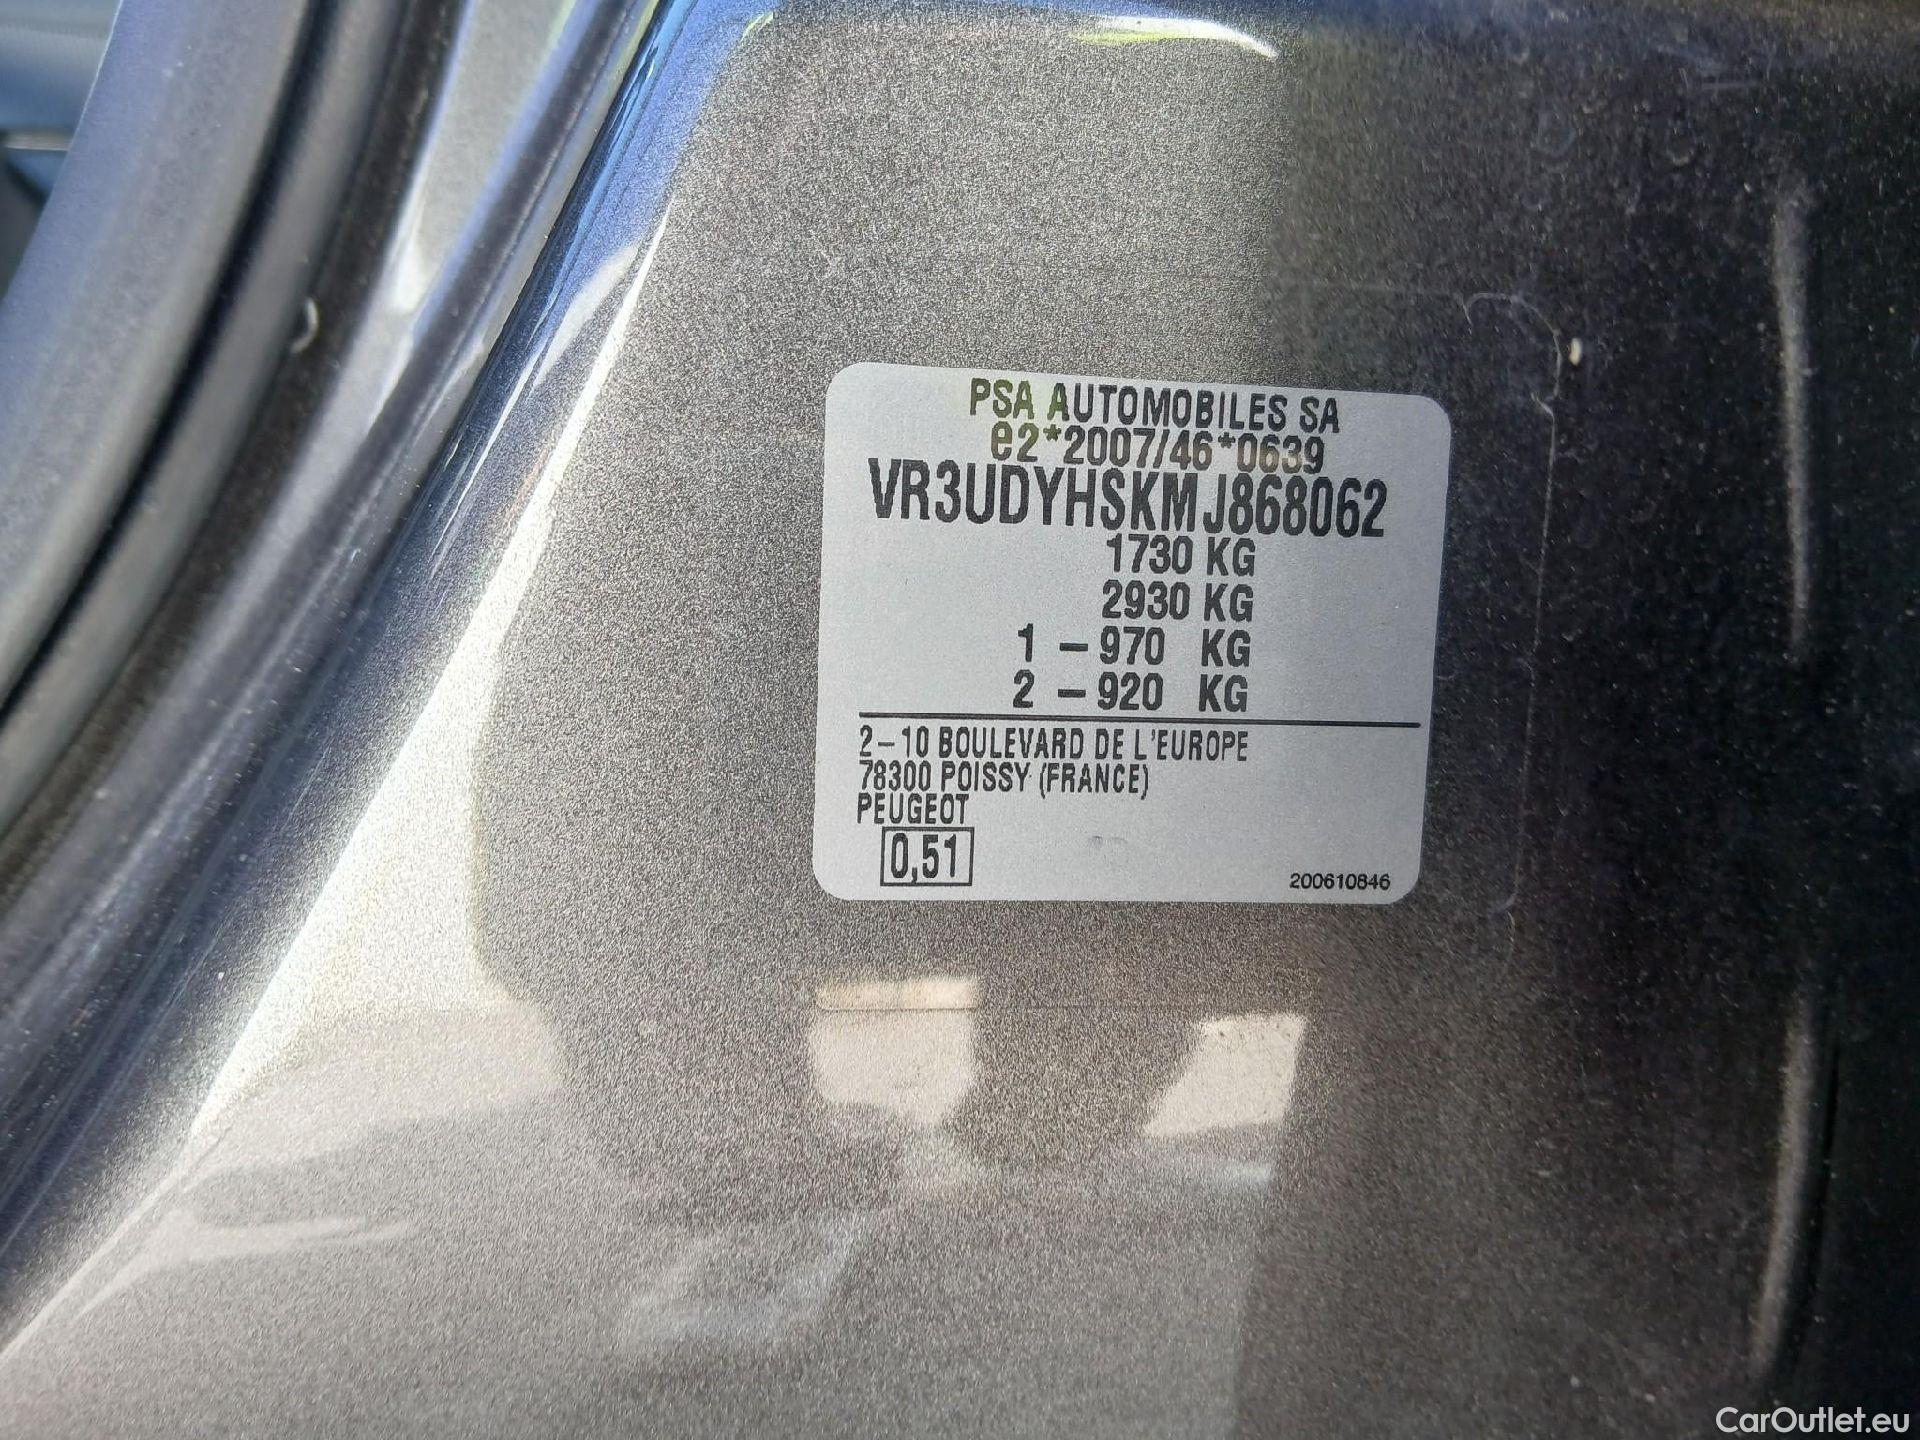 PSA AUTOMOBILES SA
e2*2007/46*0639
VR3UDYHSKMJ868062
1730 KG
2930 KG
1 – 970 KG
2 – 920 KG
2–10 BOULEVARD DE L'EUROPE
78300 POISSY (FRANCE)
PEUGEOT
0,51
200610846
CarOutlet.eu